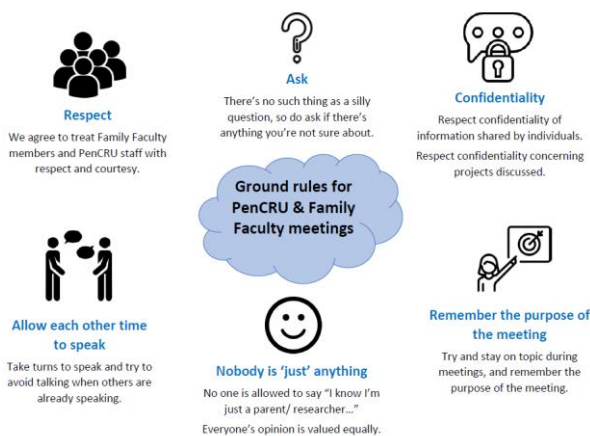 Respect
We agree to treat Family Faculty
members and PenCRU staff with
respect and courtesy.
Ask
There's no such thing as a silly
question, so do ask if there's
anything you're not sure about.
Confidentiality
Respect confidentiality of
information shared by individuals.
Respect confidentiality concerning
projects discussed.
Ground rules for
PenCRU & Family
Faculty meetings
Allow each other time
to speak
Take turns to speak and try to
avoid talking when others are
already speaking.
Nobody is 'just' anything
No one is allowed to say "I know I'm
just a parent/ researcher..."
Everyone's opinion is valued equally.
Remember the purpose of
the meeting
Try and stay on topic during
meetings, and remember the
purpose of the meeting.